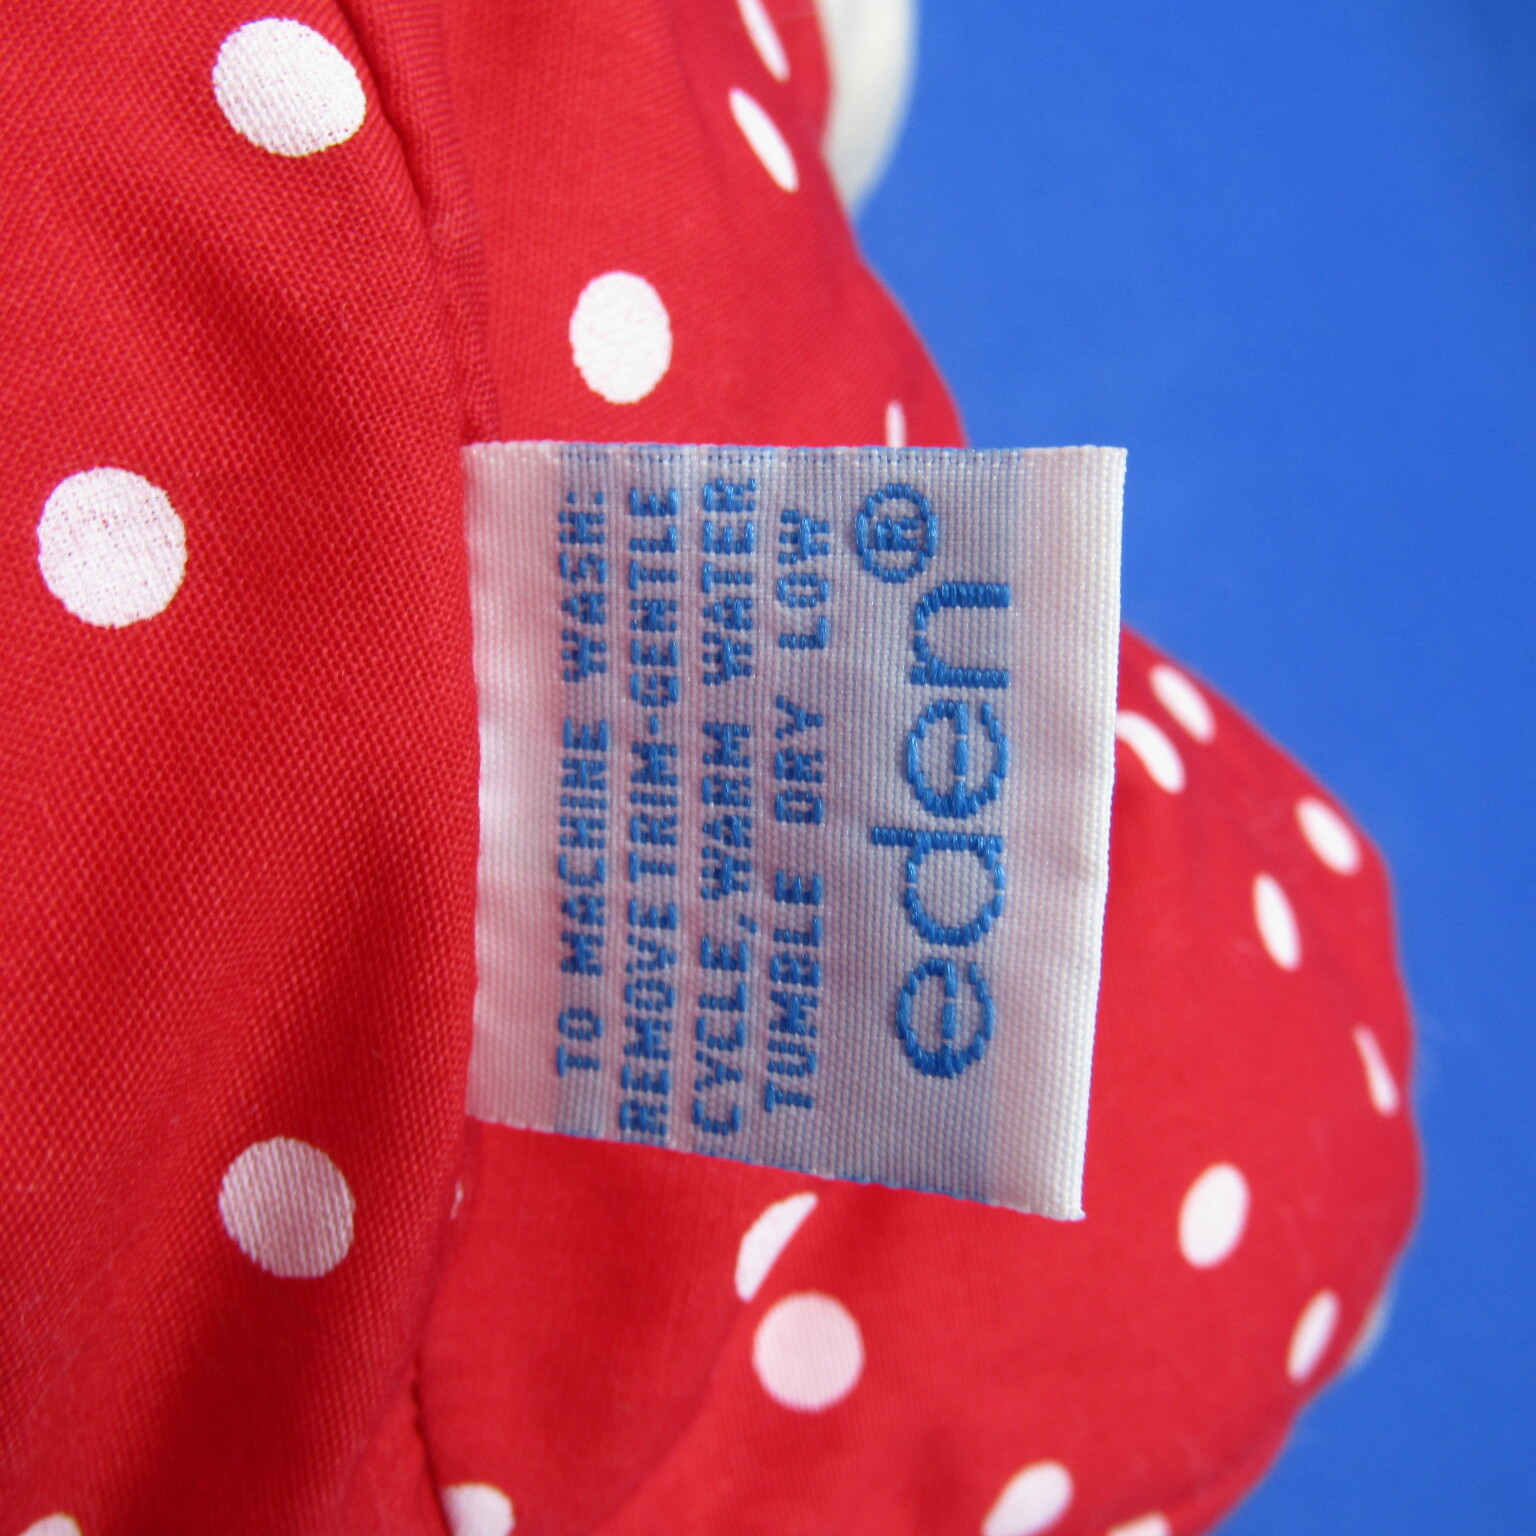 TO MACHINE WASH:
REMOVE TRIM-GENTLE
CYCLE, WARM WATER
TUMBLE DRY LOW
eden®